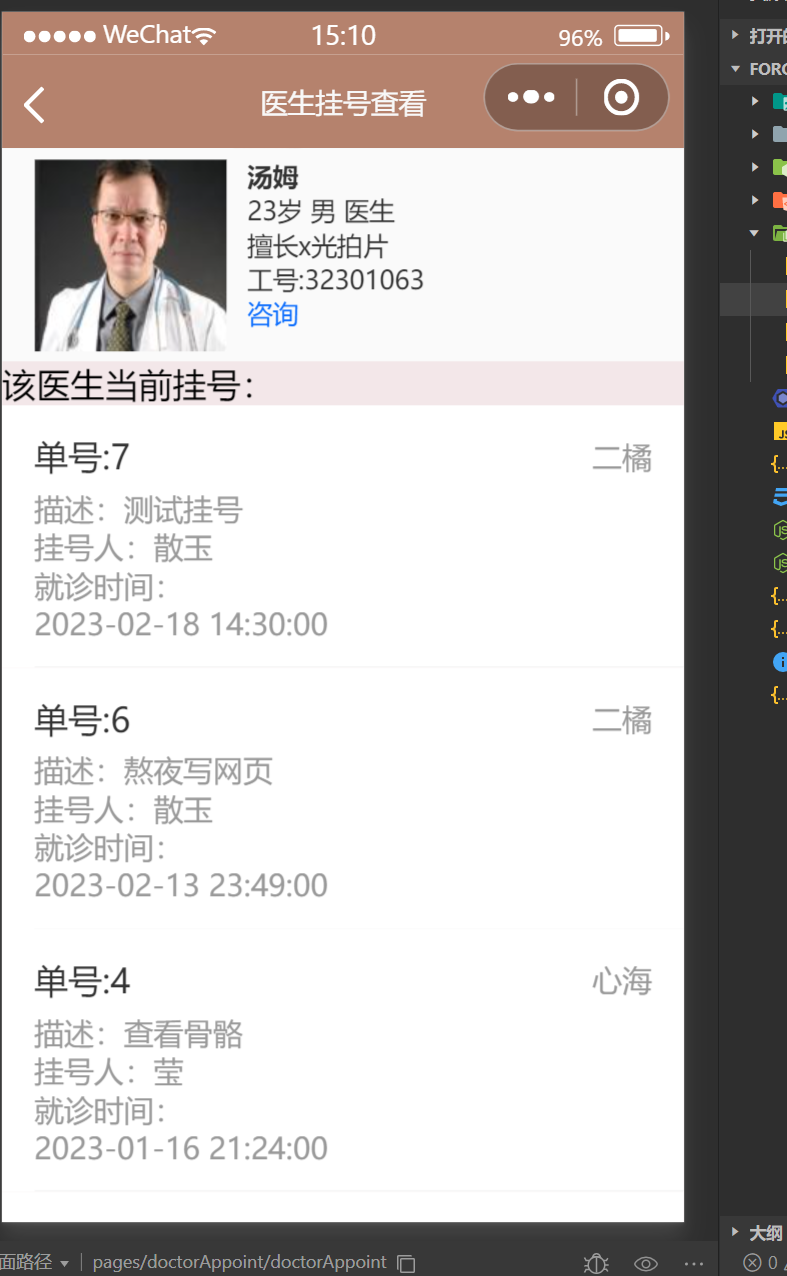 WeChat 15:10 96%
医生挂号查看
汤姆
23岁 男 医生
擅长x光拍片
工号:32301063
咨询
该医生当前挂号：
单号:7 二橘
描述：测试挂号
挂号人：散玉
就诊时间：
2023-02-18 14:30:00
单号:6 二橘
描述：熬夜写网页
挂号人：散玉
就诊时间：
2023-02-13 23:49:00
单号:4 心海
描述：查看骨骼
挂号人：莹
就诊时间：
2023-01-16 21:24:00
面路径 pages/doctorAppoint/doctorAppoint
打开的
FORG
JS
{..
JS
JS
{..
{..
{..
大纲
0